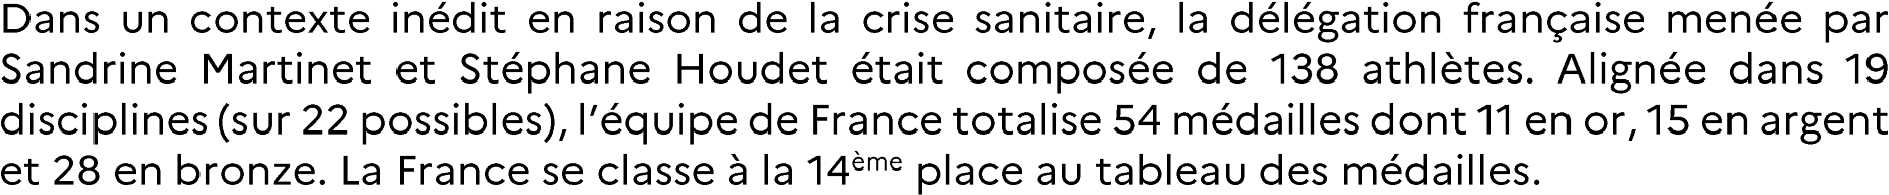 Dans un contexte inédit en raison de la crise sanitaire, la délégation française menée par
Sandrine Martinet et Stéphane Houdet était composée de 138 athlètes. Alignée dans 19
disciplines (sur 22 possibles), l’équipe de France totalise 54 médailles dont 11 en or, 15 en argent
et 28 en bronze. La France se classe à la 14ème place au tableau des médailles.